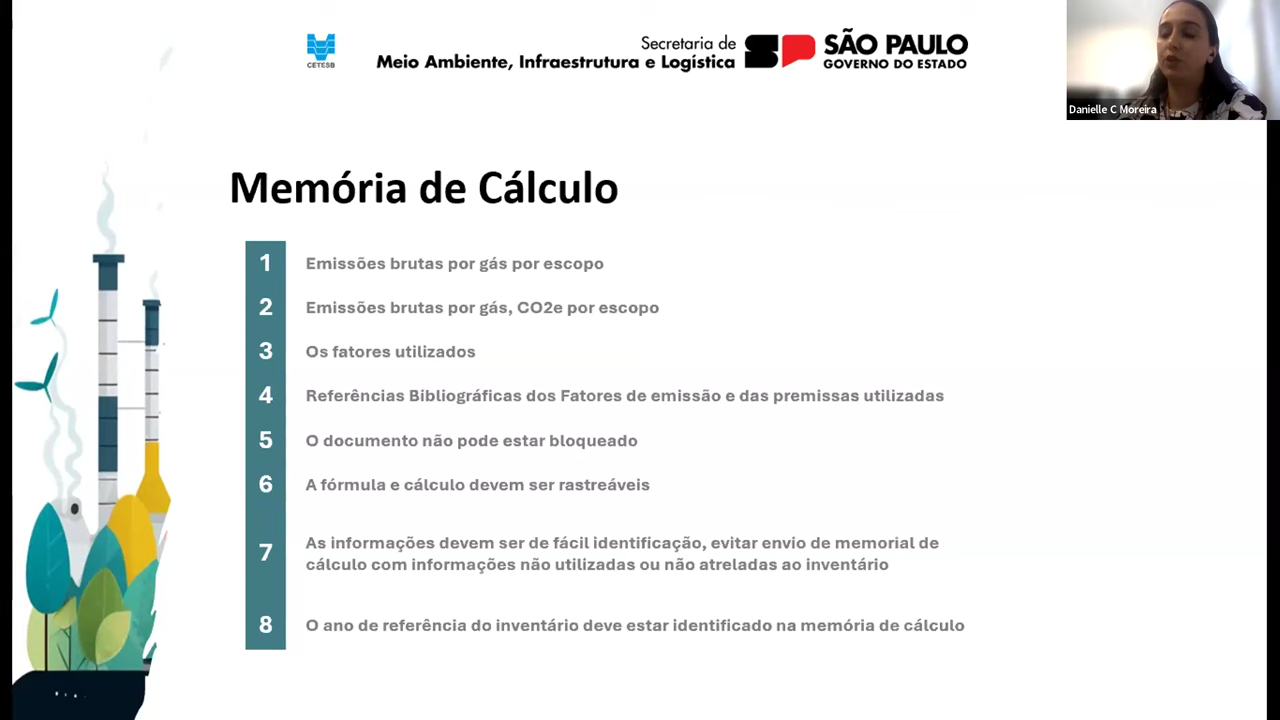 CETESB
Secretaria de
Meio Ambiente, Infraestrutura e Logística
SÃO PAULO
GOVERNO DO ESTADO
Danielle C Moreira
Memória de Cálculo
1 Emissões brutas por gás por escopo
2 Emissões brutas por gás, CO2e por escopo
3 Os fatores utilizados
4 Referências Bibliográficas dos Fatores de emissão e das premissas utilizadas
5 O documento não pode estar bloqueado
6 A fórmula e cálculo devem ser rastreáveis
7 As informações devem ser de fácil identificação, evitar envio de memorial de
cálculo com informações não utilizadas ou não atreladas ao inventário
8 O ano de referência do inventário deve estar identificado na memória de cálculo